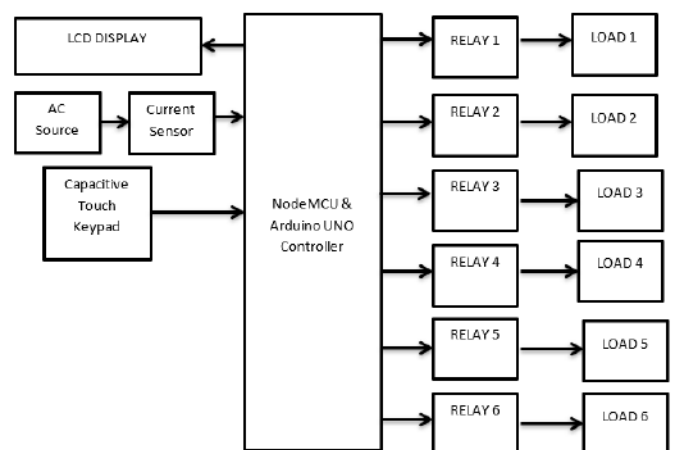 LCD DISPLAY
AC
Source
Current
Sensor
Capacitive
Touch
Keypad
NodeMCU &
Arduino UNO
Controller
RELAY 1
LOAD 1
RELAY 2
LOAD 2
RELAY 3
LOAD 3
RELAY 4
LOAD 4
RELAY 5
LOAD 5
RELAY 6
LOAD 6